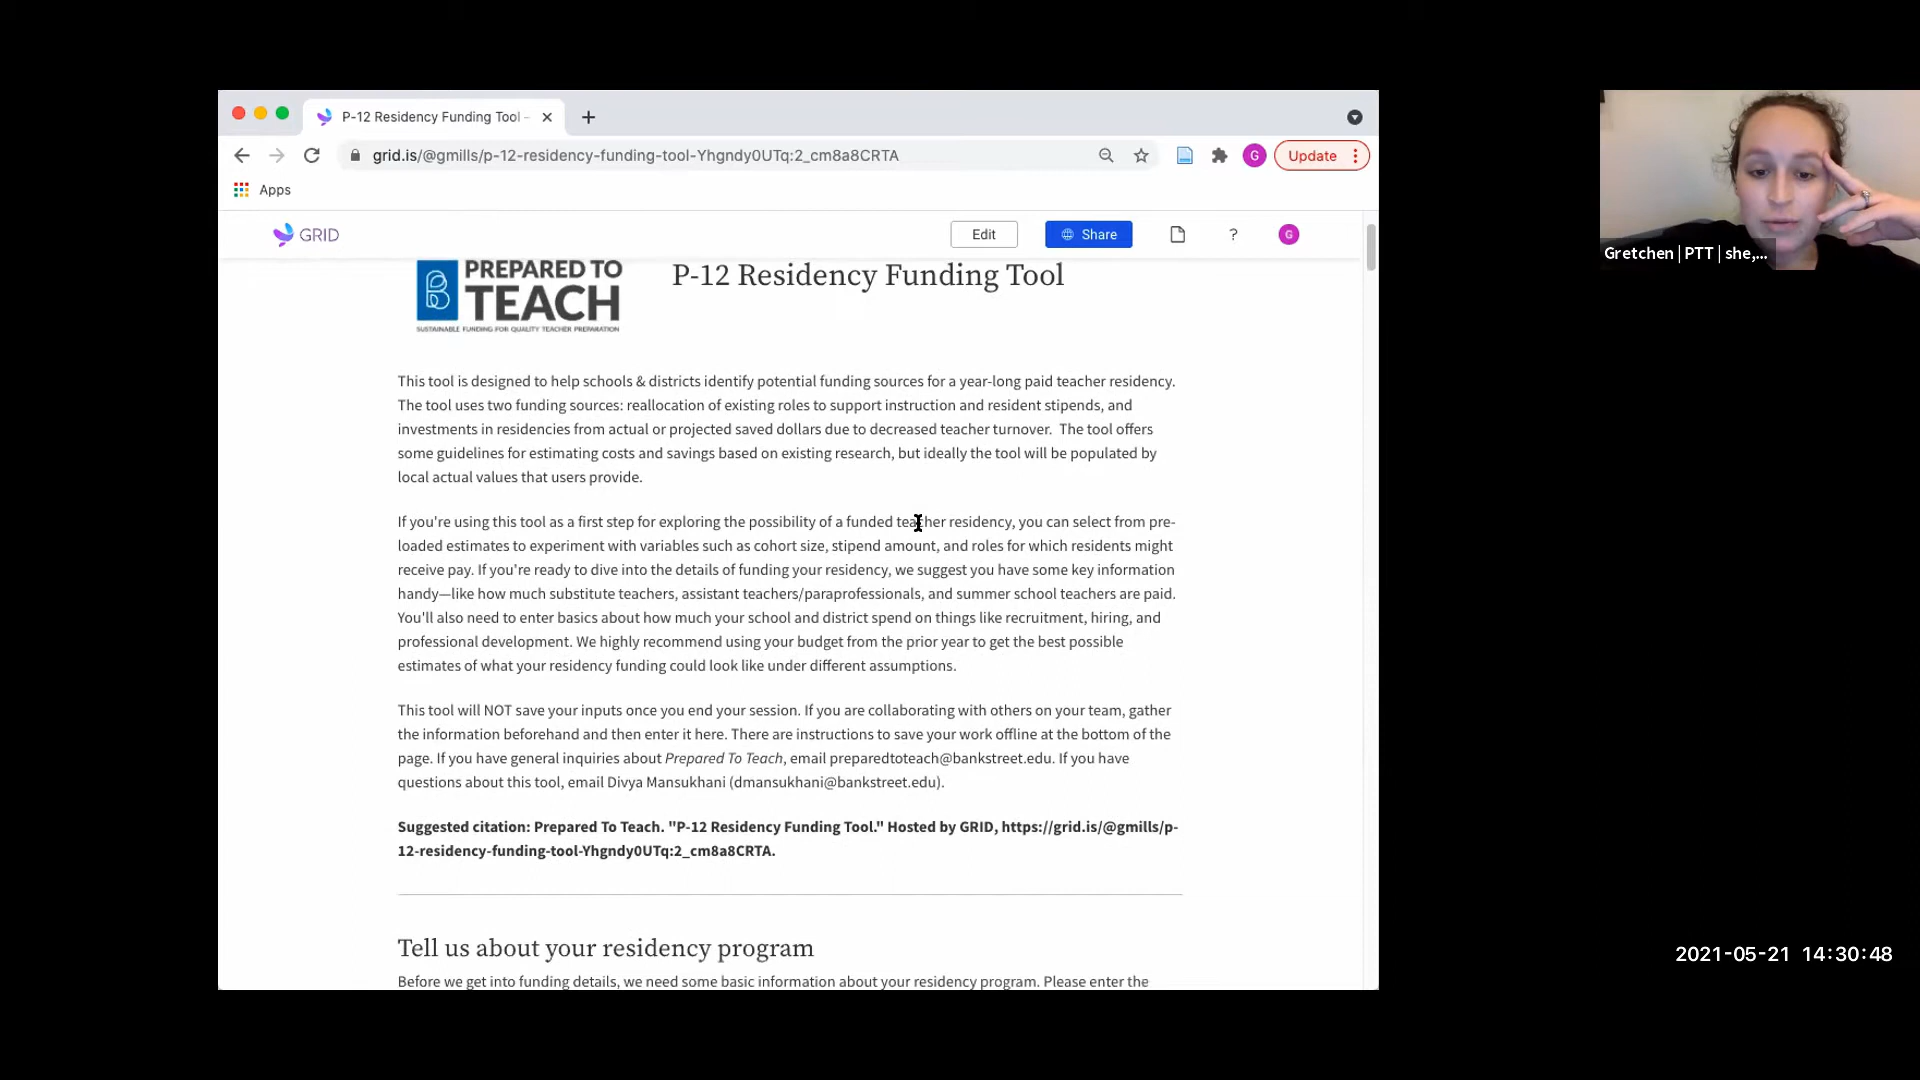 P-12 Residency Funding Tool -
grid.is/@gmills/p-12-residency-funding-tool-Yhgndy0UTq:2_cm8a8CRTA
G
Update
Apps
GRID
Edit
Share
?
G
PREPARED TO
TEACH
SUSTAINABLE FUNDING FOR QUALITY TEACHER PREPARATION
P-12 Residency Funding Tool
This tool is designed to help schools & districts identify potential funding sources for a year-long paid teacher residency.
The tool uses two funding sources: reallocation of existing roles to support instruction and resident stipends, and
investments in residencies from actual or projected saved dollars due to decreased teacher turnover. The tool offers
some guidelines for estimating costs and savings based on existing research, but ideally the tool will be populated by
local actual values that users provide.
If you're using this tool as a first step for exploring the possibility of a funded teacher residency, you can select from pre-
loaded estimates to experiment with variables such as cohort size, stipend amount, and roles for which residents might
receive pay. If you're ready to dive into the details of funding your residency, we suggest you have some key information
handy—like how much substitute teachers, assistant teachers/paraprofessionals, and summer school teachers are paid.
You'll also need to enter basics about how much your school and district spend on things like recruitment, hiring, and
professional development. We highly recommend using your budget from the prior year to get the best possible
estimates of what your residency funding could look like under different assumptions.
This tool will NOT save your inputs once you end your session. If you are collaborating with others on your team, gather
the information beforehand and then enter it here. There are instructions to save your work offline at the bottom of the
page. If you have general inquiries about Prepared To Teach, email preparedtoteach@bankstreet.edu. If you have
questions about this tool, email Divya Mansukhani (dmansukhani@bankstreet.edu).
Suggested citation: Prepared To Teach. "P-12 Residency Funding Tool." Hosted by GRID, https://grid.is/@gmills/p-
12-residency-funding-tool-Yhgndy0UTq:2_cm8a8CRTA.
Tell us about your residency program
Before we get into funding details, we need some basic information about your residency program. Please enter the
Gretchen | PTT | she,...
2021-05-21 14:30:48